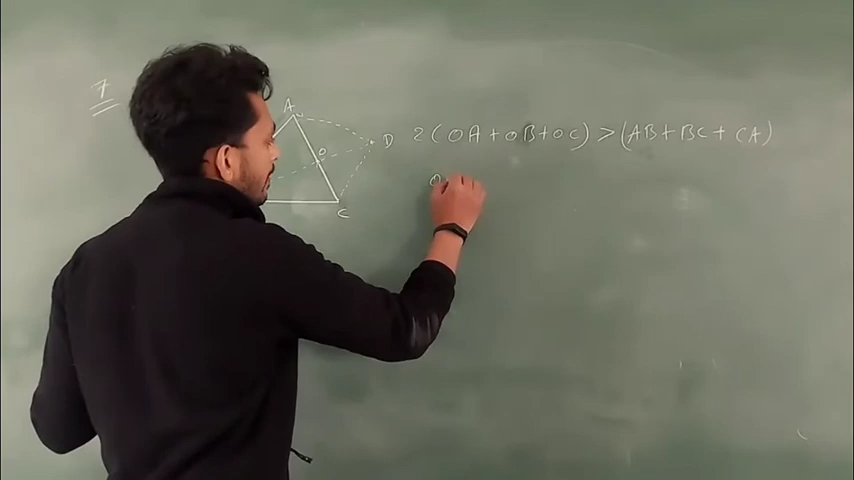 7
A
O
D
C
2(OA + OB + OC) > (AB + BC + CA)
O